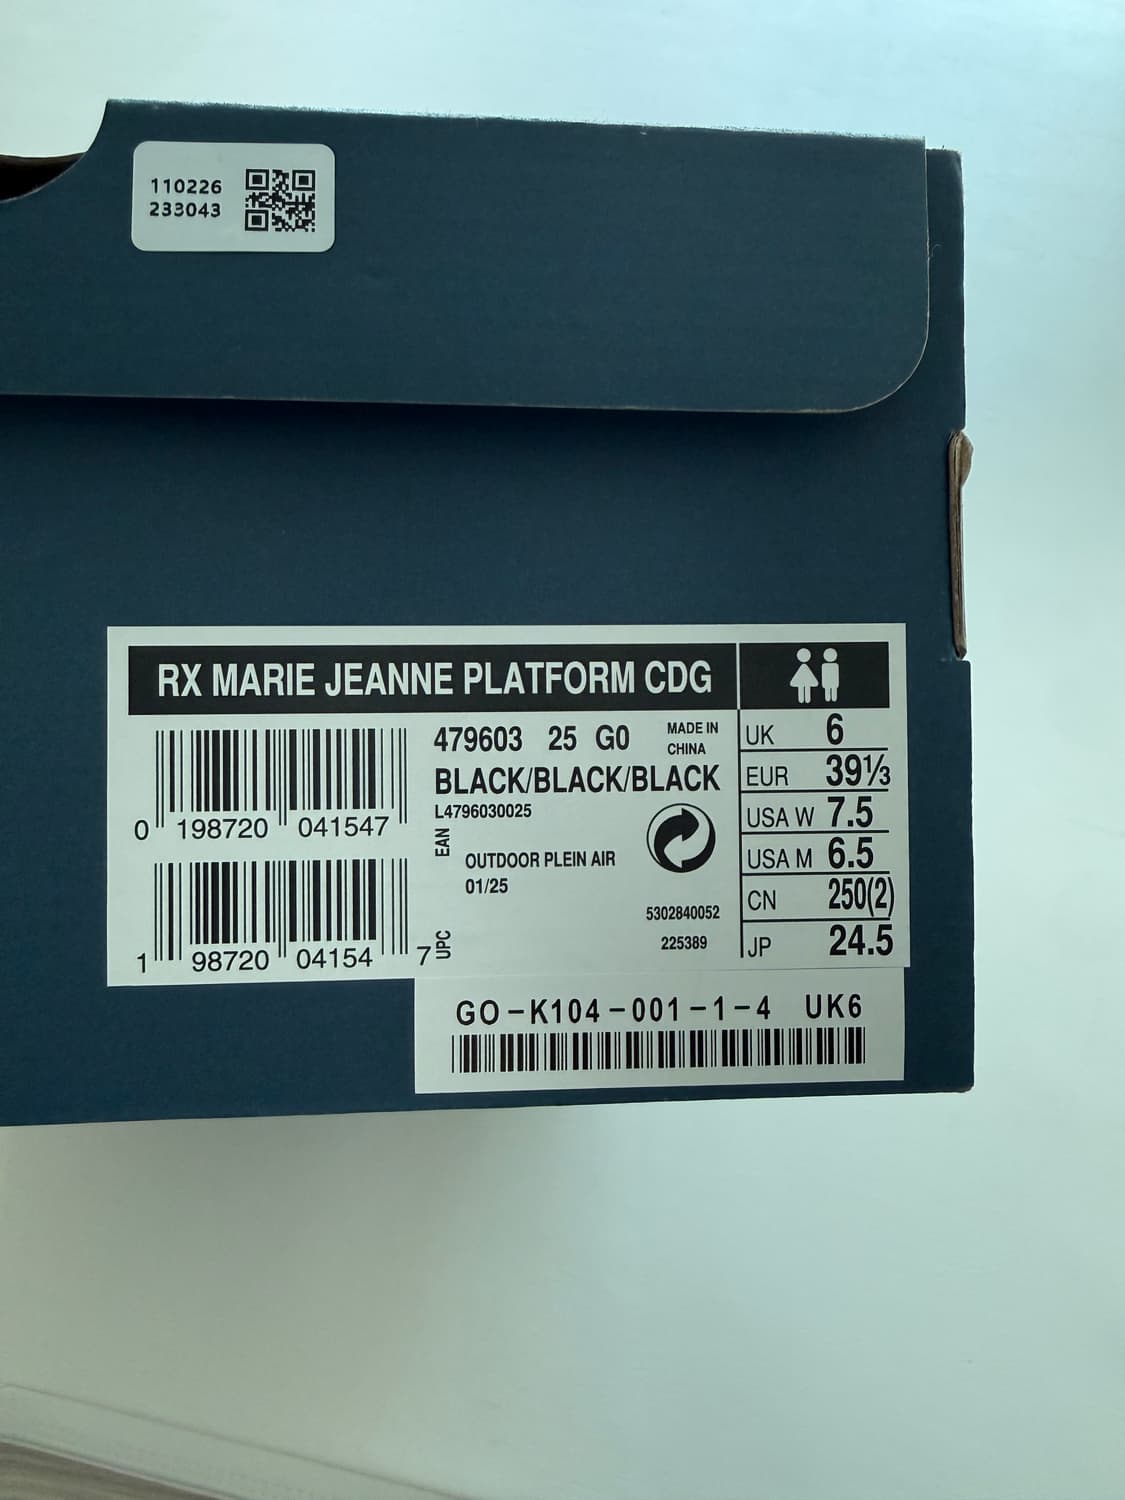 110226
233043
RX MARIE JEANNE PLATFORM CDG
479603 25 G0
MADE IN
CHINA
BLACK/BLACK/BLACK
L4796030025
EAN
0 198720 041547
OUTDOOR PLEIN AIR
01/25
5302840052
225389
UPC
1 98720 04154 7
UK 6
EUR 39⅓
USA W 7.5
USA M 6.5
CN 250(2)
JP 24.5
GO-K104-001-1-4 UK6